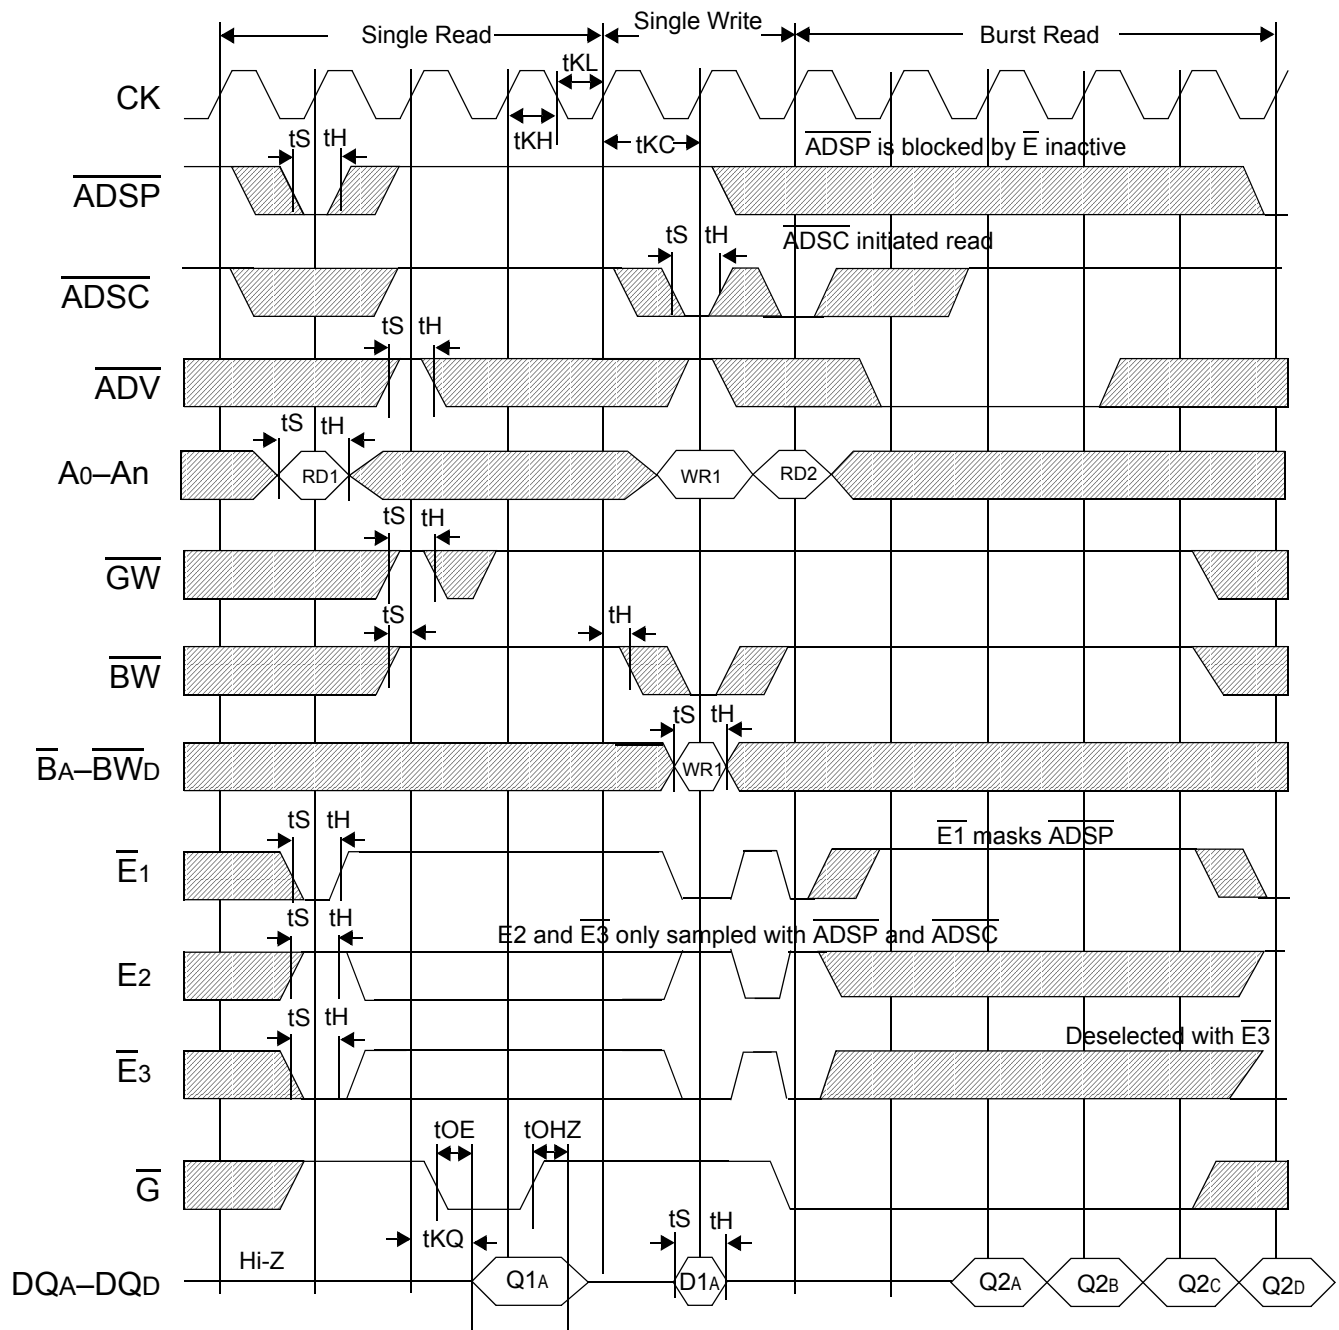 Single Read
Single Write
Burst Read
CK
tKL
tKH
tKC
ADSP is blocked by E inactive
tS tH
ADSP
tS tH
ADSC initiated read
ADSC
tS tH
ADV
tS tH
A0–An
RD1
WR1
RD2
tS tH
GW
tS
tH
BW
tS tH
BA–BWD
WR1
tS tH
E1 masks ADSP
E1
tS tH
E2 and E3 only sampled with ADSP and ADSC
E2
tS tH
Deselected with E3
E3
tOE
tOHZ
G
tKQ
tS tH
Hi-Z
DQA–DQD
Q1A
D1A
Q2A
Q2B
Q2C
Q2D